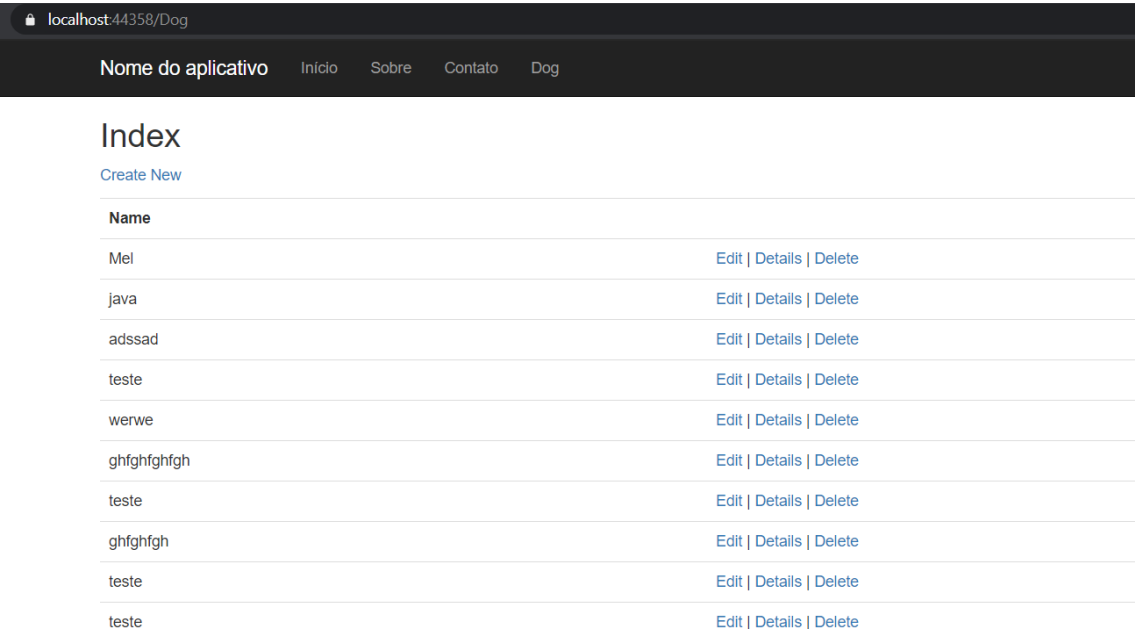 localhost:44358/Dog
Nome do aplicativo Início Sobre Contato Dog
Index
Create New
Name
Mel Edit | Details | Delete
java Edit | Details | Delete
adssad Edit | Details | Delete
teste Edit | Details | Delete
werwe Edit | Details | Delete
ghfghfghfgh Edit | Details | Delete
teste Edit | Details | Delete
ghfghfgh Edit | Details | Delete
teste Edit | Details | Delete
teste Edit | Details | Delete